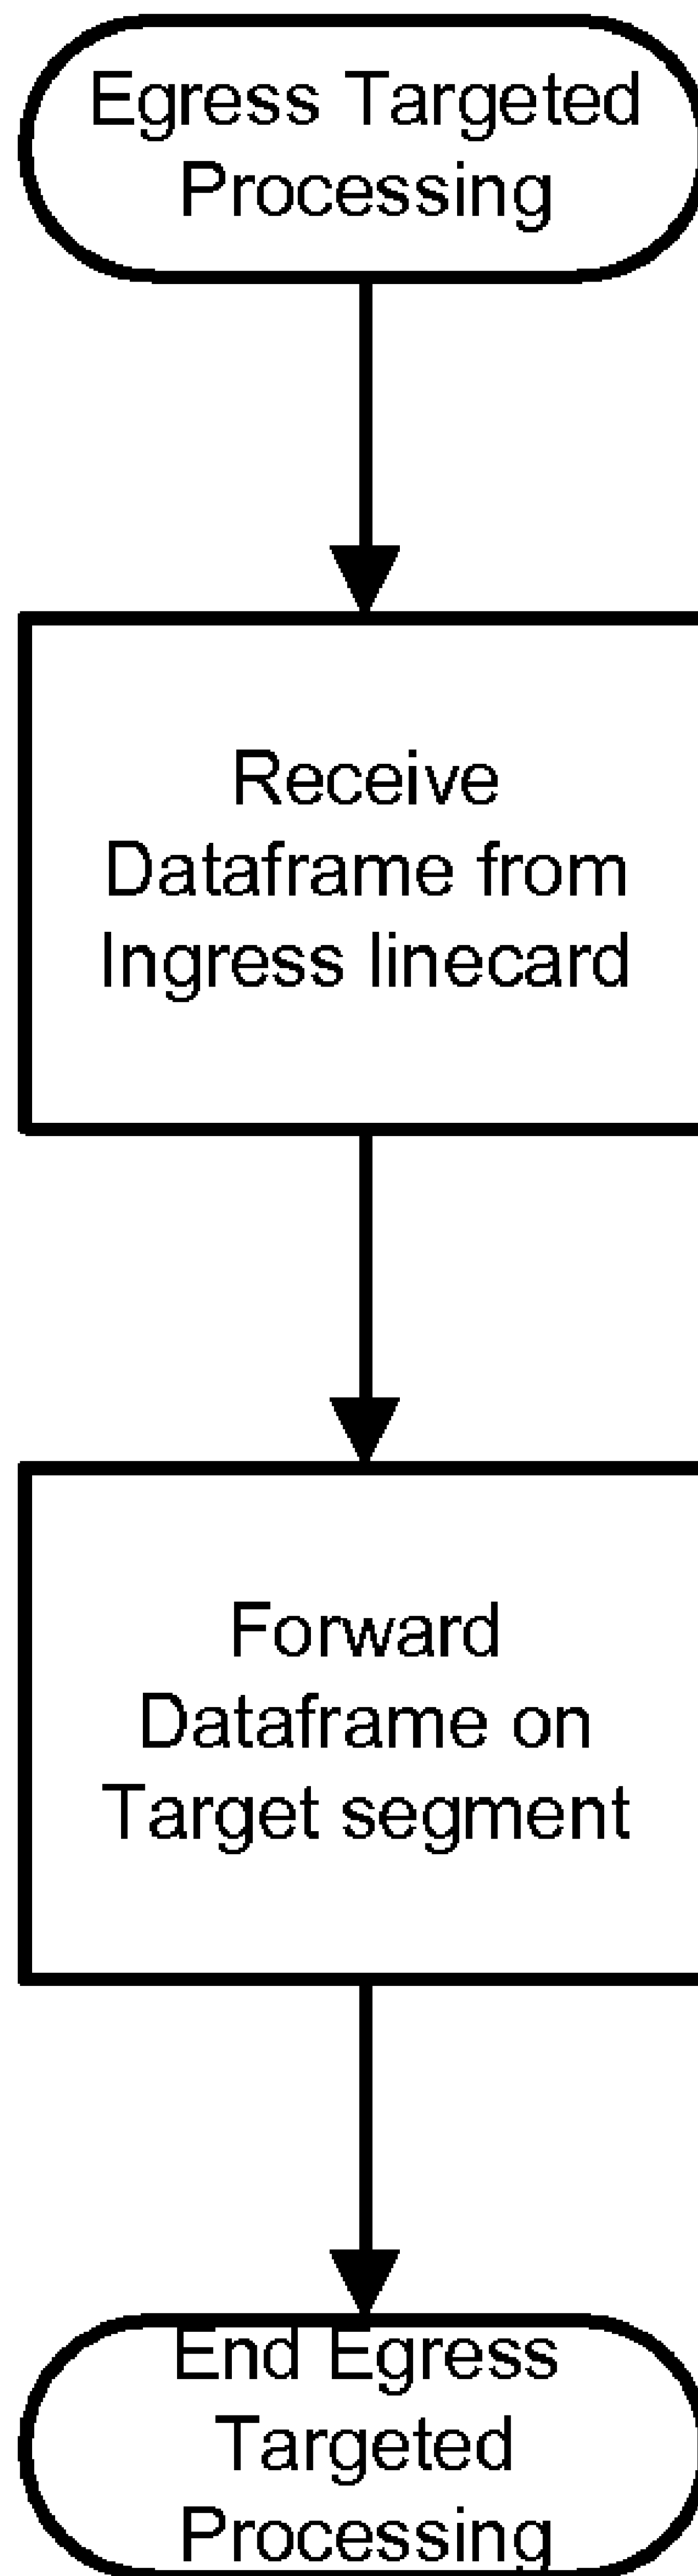 Egress Targeted
Processing
Receive
Dataframe from
Ingress linecard
Forward
Dataframe on
Target segment
End Egress
Targeted
Processing